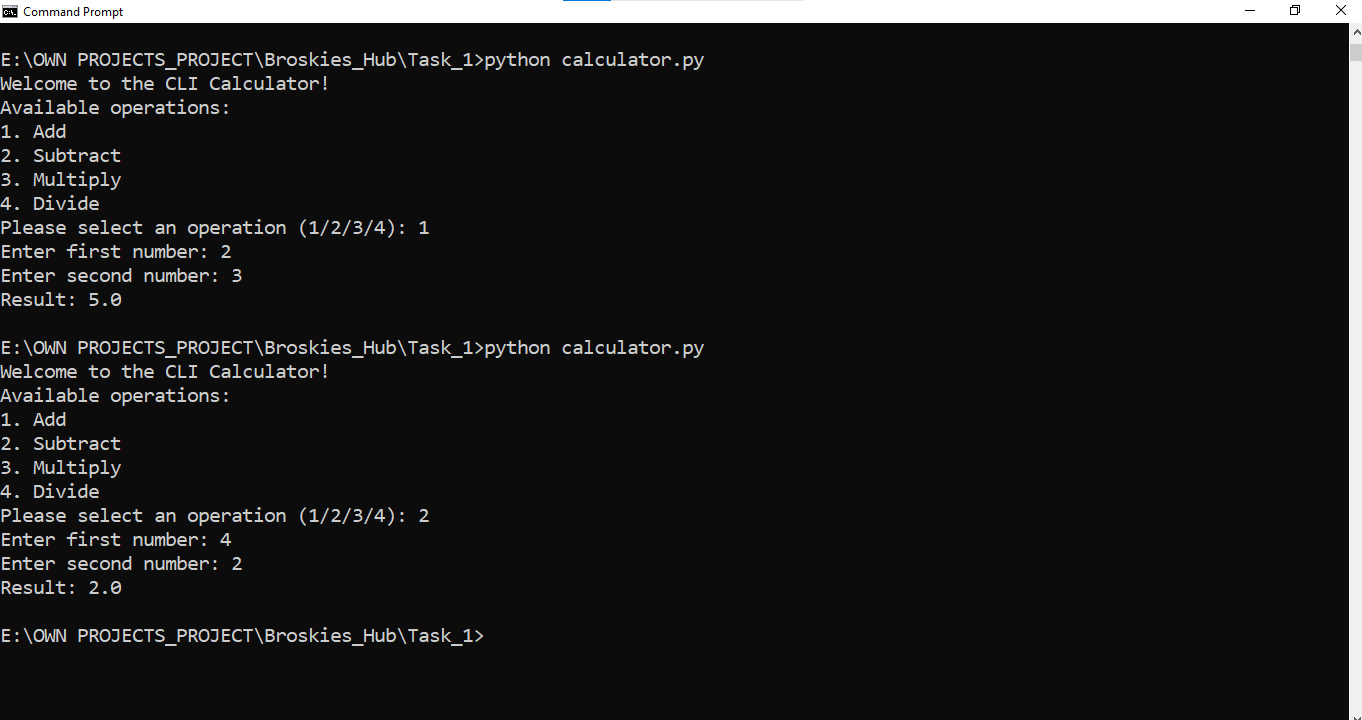 Command Prompt
E:\OWN PROJECTS_PROJECT\Broskies_Hub\Task_1>python calculator.py
Welcome to the CLI Calculator!
Available operations:
1. Add
2. Subtract
3. Multiply
4. Divide
Please select an operation (1/2/3/4): 1
Enter first number: 2
Enter second number: 3
Result: 5.0
E:\OWN PROJECTS_PROJECT\Broskies_Hub\Task_1>python calculator.py
Welcome to the CLI Calculator!
Available operations:
1. Add
2. Subtract
3. Multiply
4. Divide
Please select an operation (1/2/3/4): 2
Enter first number: 4
Enter second number: 2
Result: 2.0
E:\OWN PROJECTS_PROJECT\Broskies_Hub\Task_1>